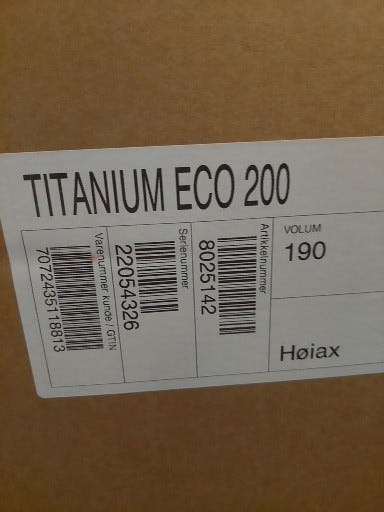 TITANIUM ECO 200
Varenummer kunde / GTIN
7072435118813
Serienummer
22054326
Artikkelnummer
8025142
VOLUM
190
Høiax